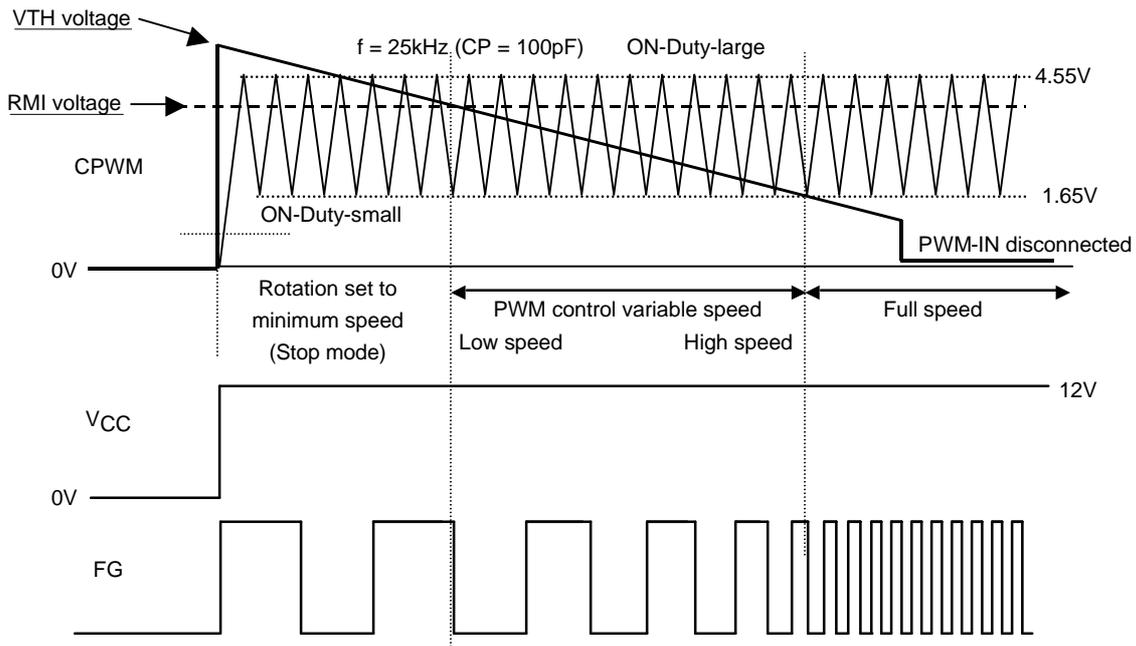 VTH voltage
f = 25kHz (CP = 100pF) ON-Duty-large
4.55V
RMI voltage
CPWM
1.65V
ON-Duty-small
PWM-IN disconnected
0V
Rotation set to
minimum speed
(Stop mode)
PWM control variable speed
Low speed High speed
Full speed
12V
VCC
0V
FG